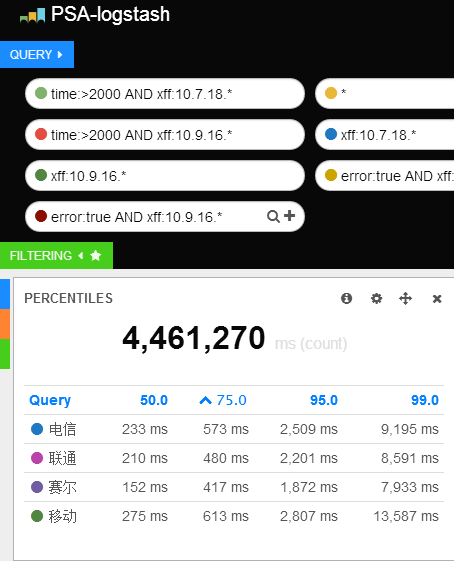 PSA-logstash
QUERY
time:>2000 AND xff:10.7.18.*
*
time:>2000 AND xff:10.9.16.*
xff:10.7.18.*
xff:10.9.16.*
error:true AND xff:
error:true AND xff:10.9.16.*
FILTERING
PERCENTILES
4,461,270 ms (count)
Query 50.0 75.0 95.0 99.0
电信 233 ms 573 ms 2,509 ms 9,195 ms
联通 210 ms 480 ms 2,201 ms 8,591 ms
赛尔 152 ms 417 ms 1,872 ms 7,933 ms
移动 275 ms 613 ms 2,807 ms 13,587 ms